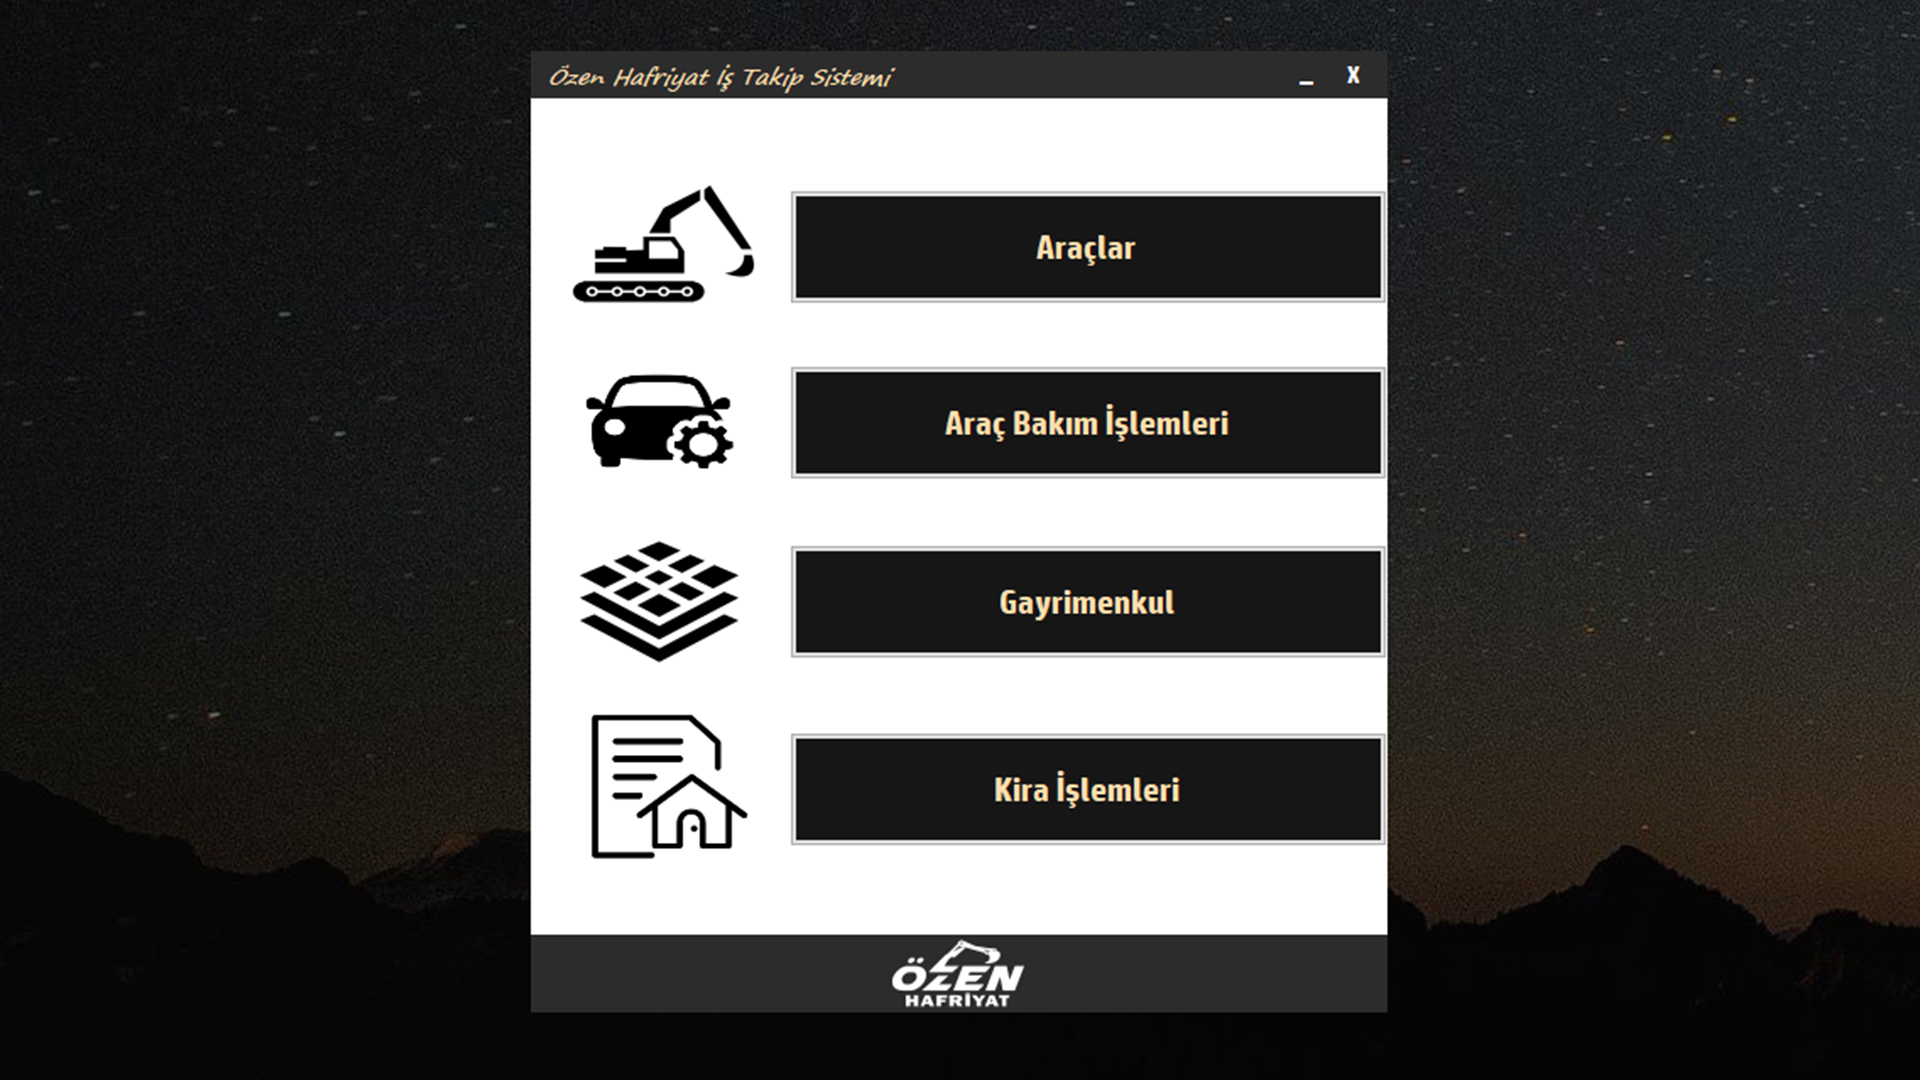 Özen Hafriyat İş Takip Sistemi
_ X
Araçlar
Araç Bakım İşlemleri
Gayrimenkul
Kira İşlemleri
ÖZEN
HAFRİYAT